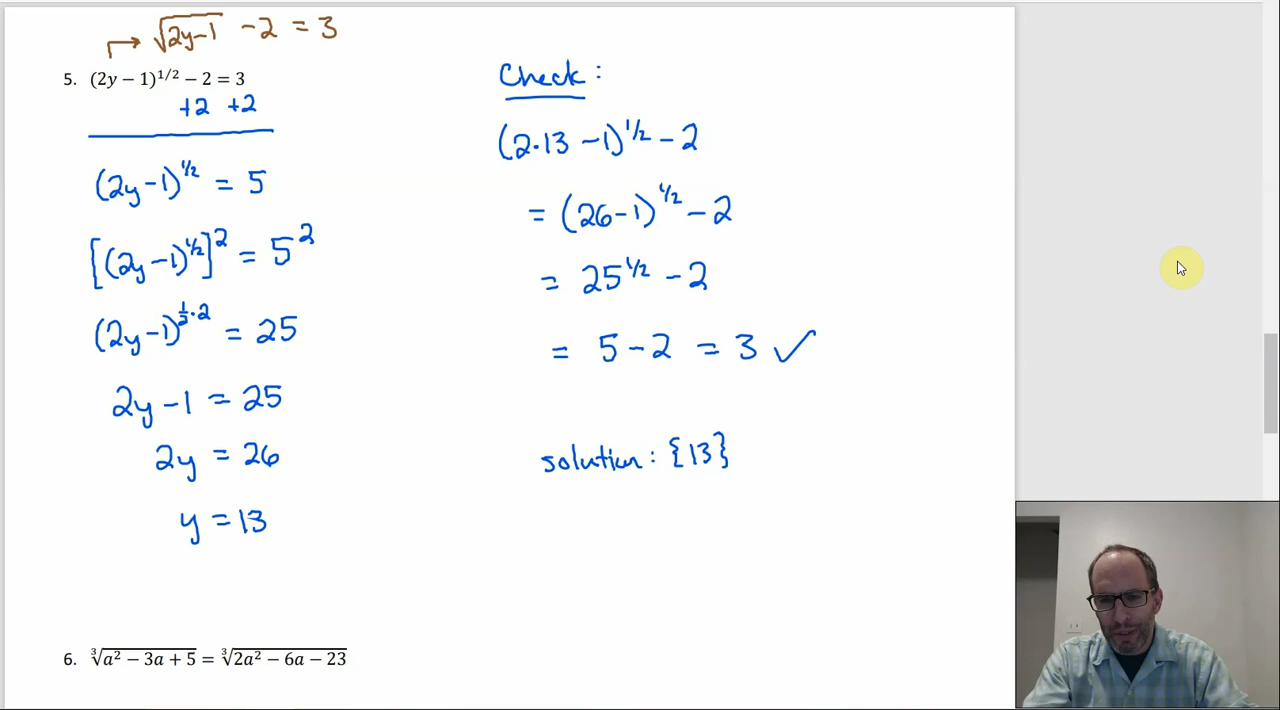 √2y-1 - 2 = 3
5. (2y − 1)^1/2 − 2 = 3
+2 +2
(2y-1)^1/2 = 5
[(2y-1)^1/2]^2 = 5^2
(2y-1)^1/2·2 = 25
2y-1 = 25
2y = 26
y = 13
Check:
(2·13 -1)^1/2 - 2
= (26-1)^1/2 - 2
= 25^1/2 - 2
= 5-2 = 3 ✓
solution: {13}
6. ∛a² − 3a + 5 = ∛2a² − 6a − 23